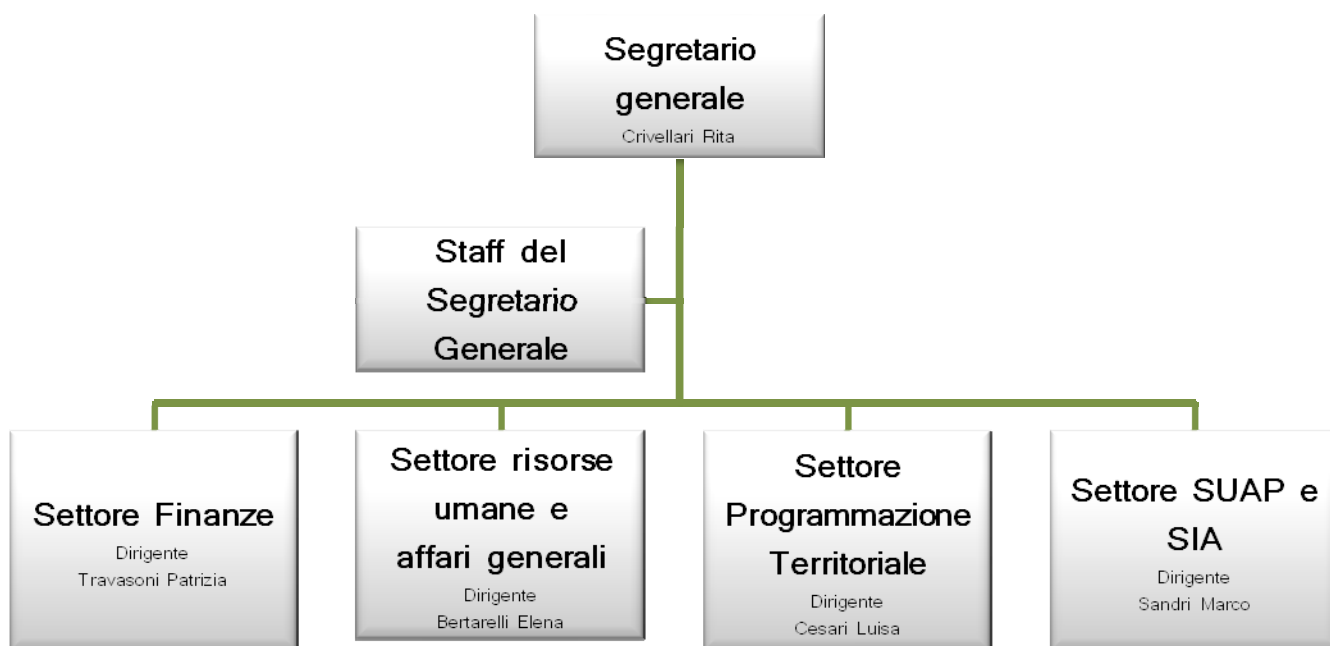 Segretario
generale
Crivellari Rita
Staff del
Segretario
Generale
Settore Finanze
Dirigente
Travasoni Patrizia
Settore risorse
umane e
affari generali
Dirigente
Bertarelli Elena
Settore
Programmazione
Territoriale
Dirigente
Cesari Luisa
Settore SUAP e
SIA
Dirigente
Sandri Marco